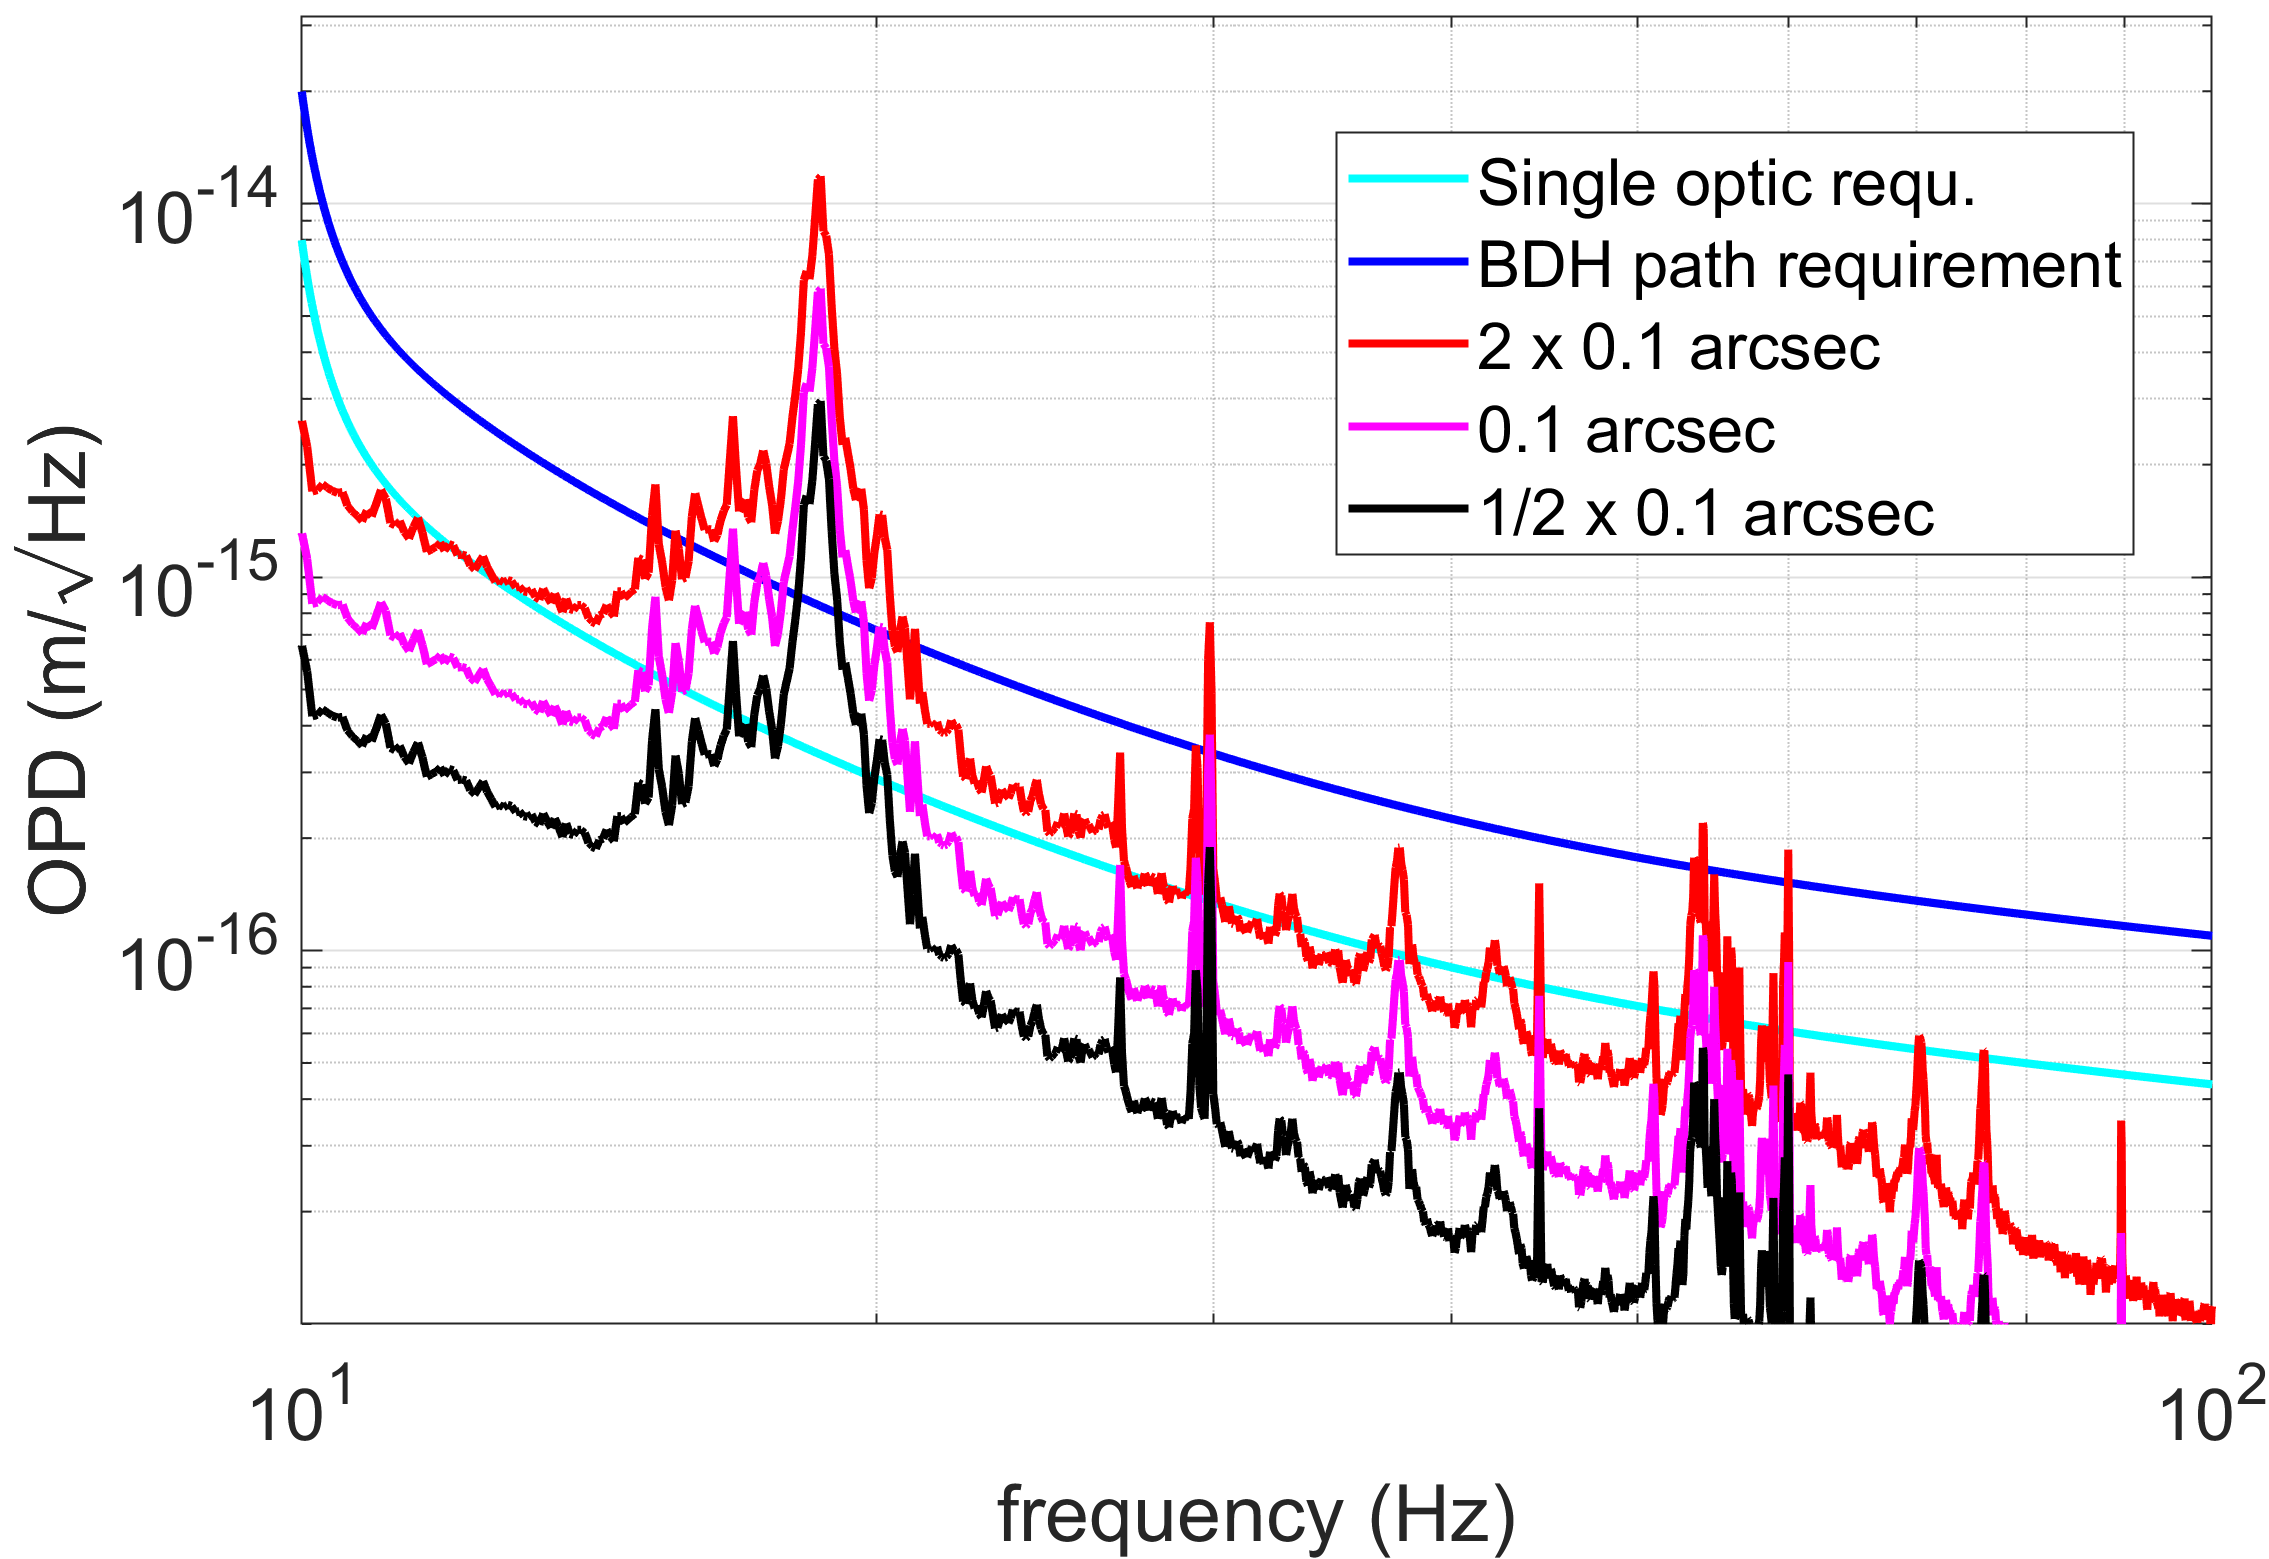 10^-14
10^-15
10^-16
OPD (m/√Hz)
Single optic requ.
BDH path requirement
2 x 0.1 arcsec
0.1 arcsec
1/2 x 0.1 arcsec
10^1
10^2
frequency (Hz)